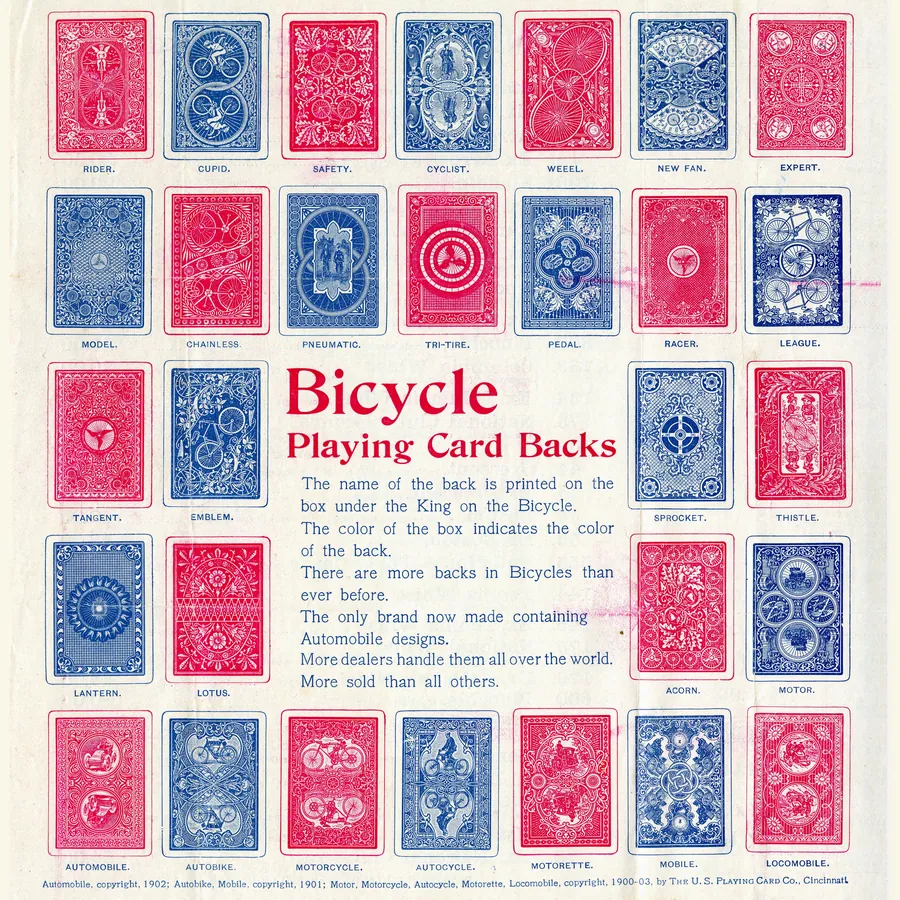 RIDER. CUPID. SAFETY. CYCLIST. WEEEL. NEW FAN. EXPERT.
MODEL. CHAINLESS. PNEUMATIC. TRI-TIRE. PEDAL. RACER. LEAGUE.
Bicycle
Playing Card Backs
TANGENT. EMBLEM. SPROCKET. THISTLE.
The name of the back is printed on the
box under the King on the Bicycle.
The color of the box indicates the color
of the back.
There are more backs in Bicycles than
ever before.
The only brand now made containing
Automobile designs.
More dealers handle them all over the world.
More sold than all others.
LANTERN. LOTUS. ACORN. MOTOR.
AUTOMOBILE. AUTOBIKE. MOTORCYCLE. AUTOCYCLE. MOTORETTE. MOBILE. LOCOMOBILE.
Automobile, copyright, 1902; Autobike, Mobile, copyright, 1901; Motor, Motorcycle, Autocycle, Motorette, Locomobile, copyright, 1900-03, by THE U. S. PLAYING CARD CO., Cincinnati.